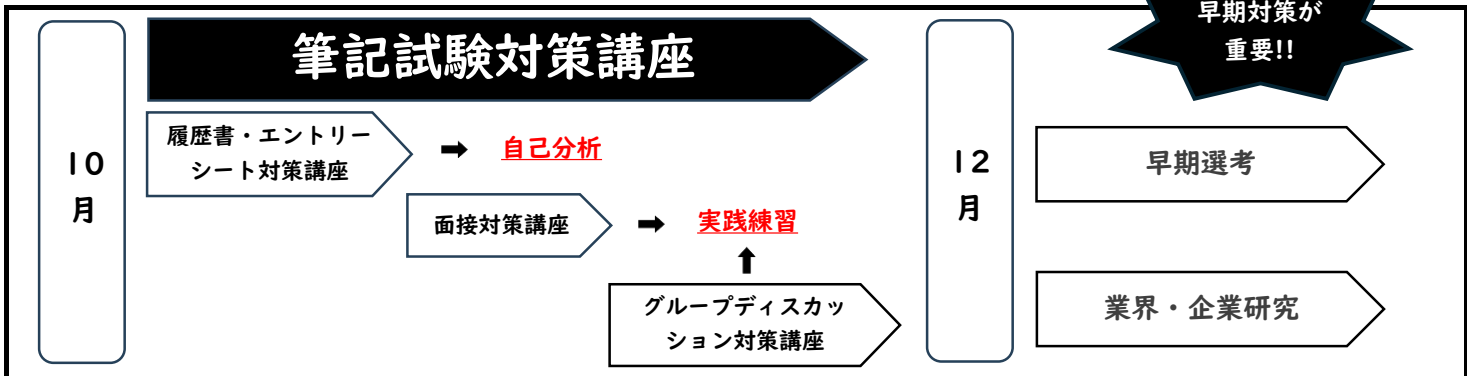 早期対策が
重要!!
筆記試験対策講座
10
月
履歴書・エントリー
シート対策講座
➡
自己分析
面接対策講座
➡
実践練習
⬆
グループディスカッ
ション対策講座
12
月
早期選考
業界・企業研究